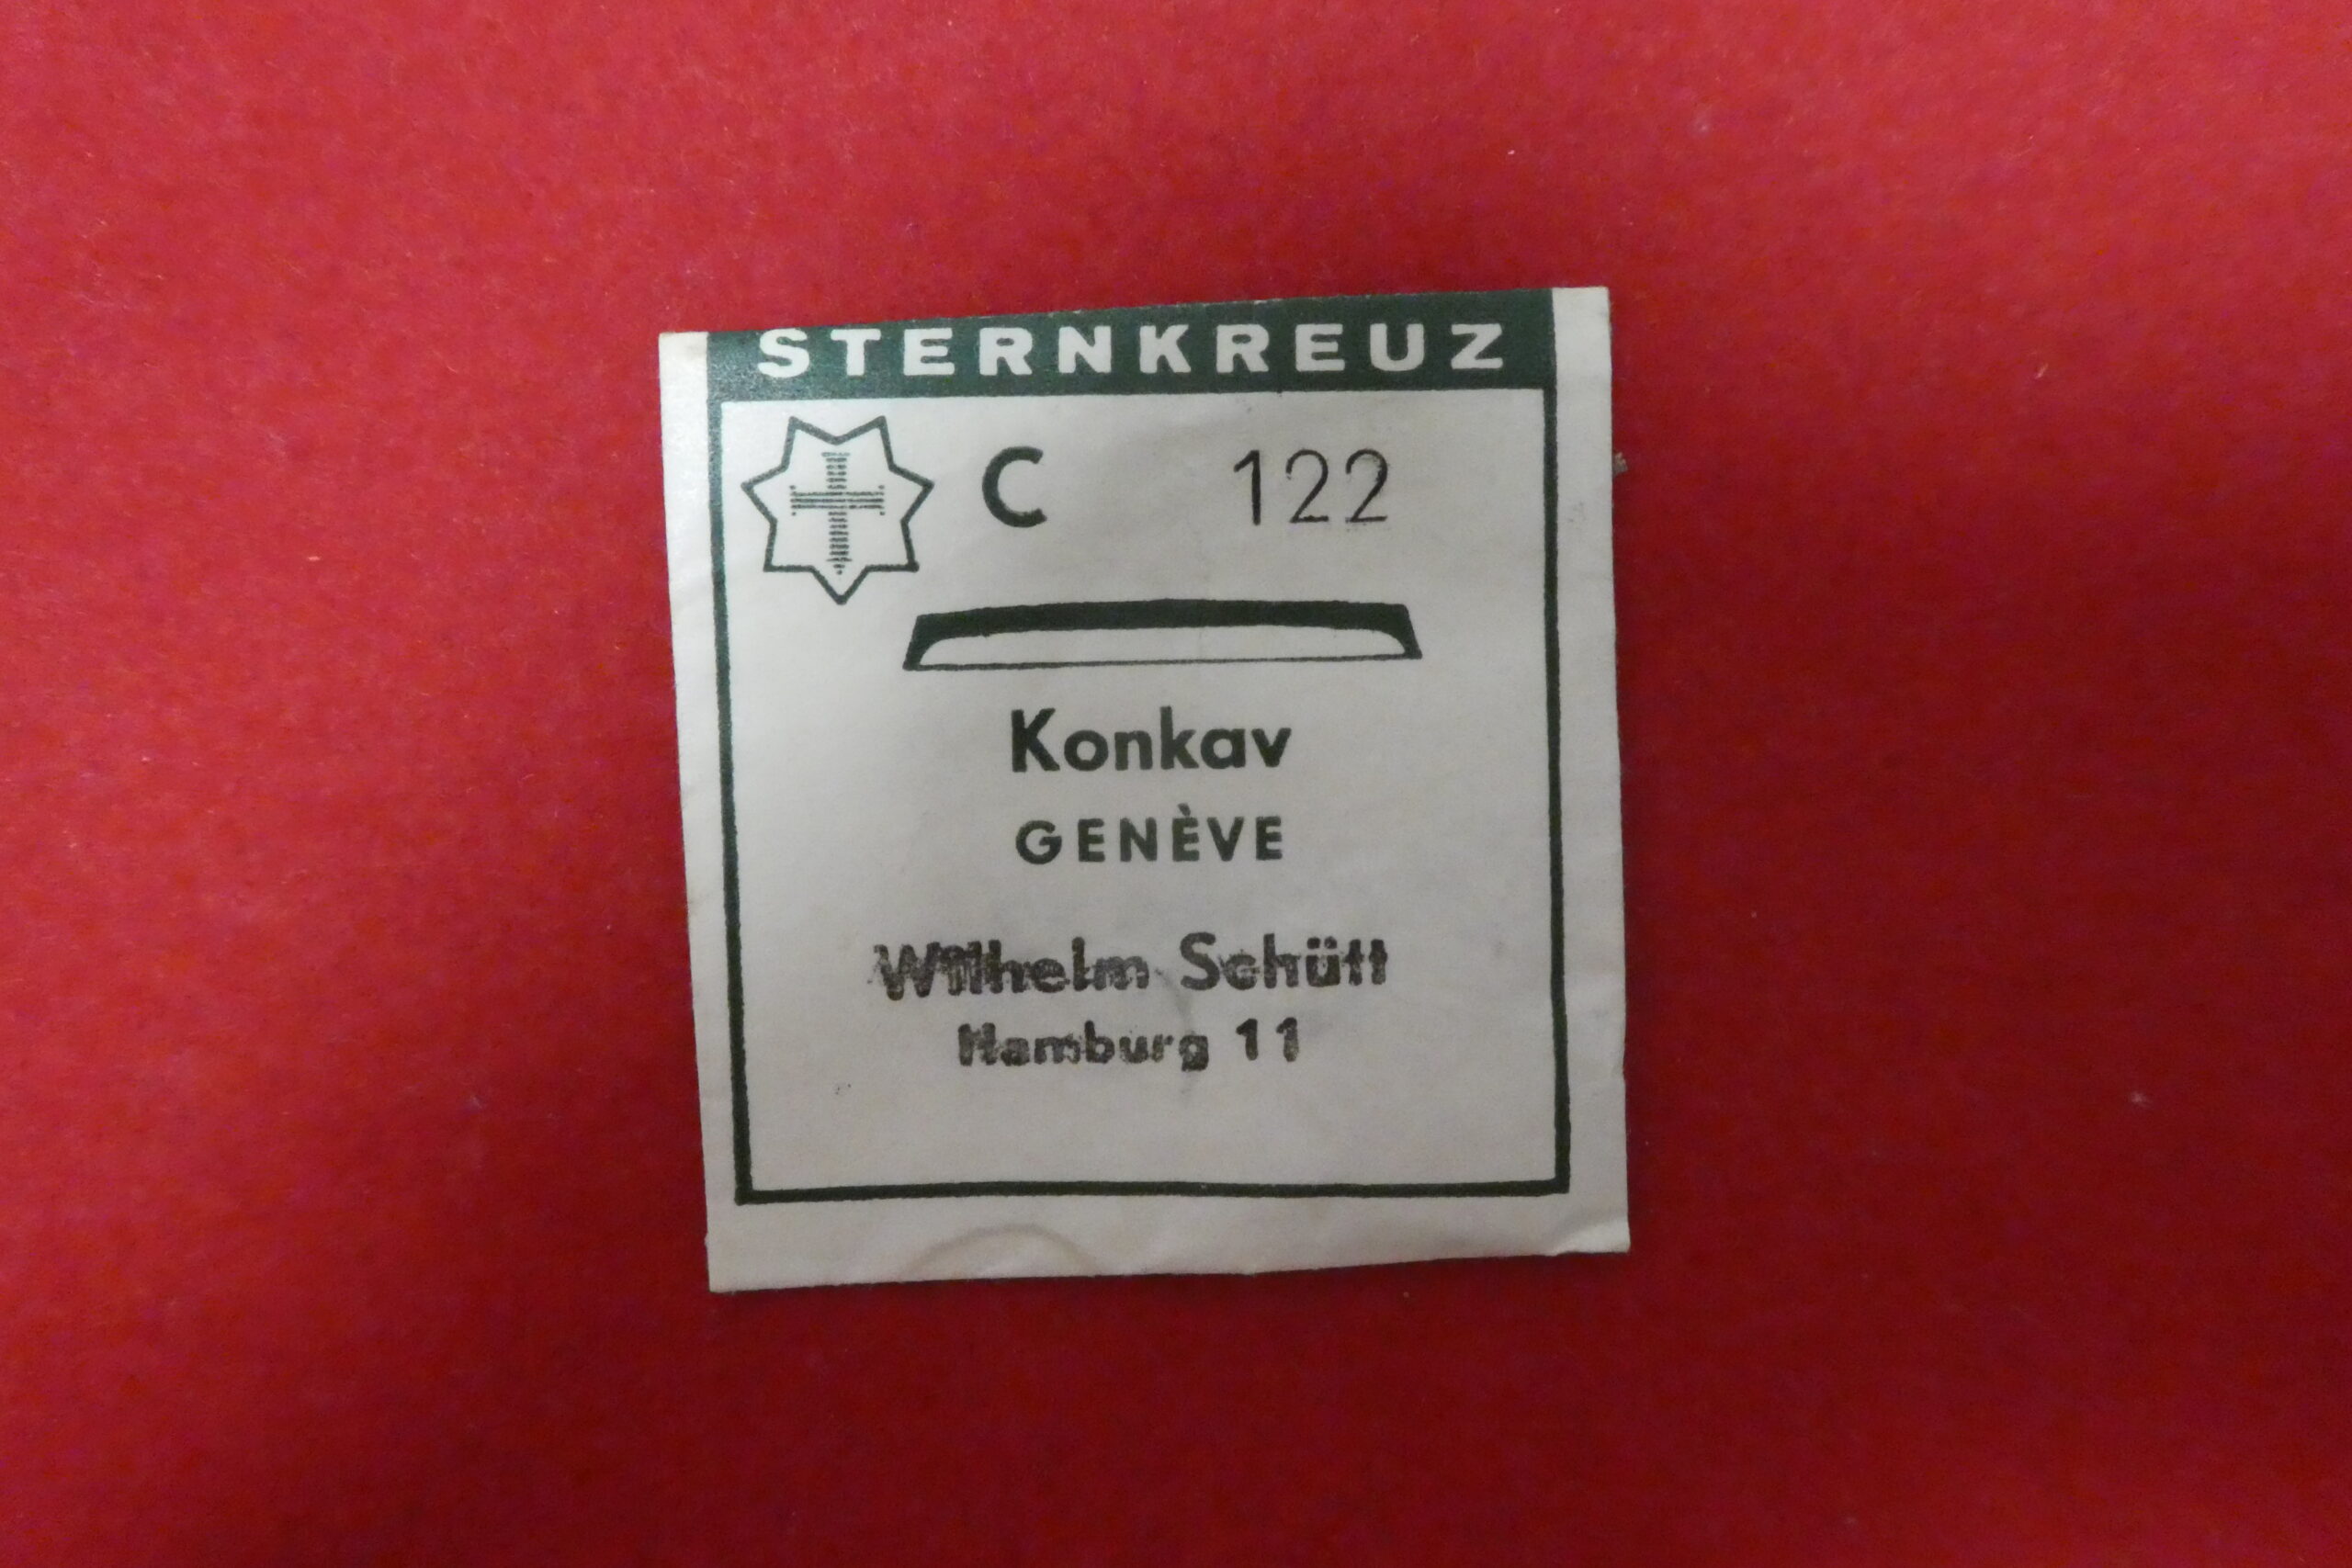 STERNKREUZ
C 122
Konkav
GENÈVE
Wilhelm Schütt
Hamburg 11